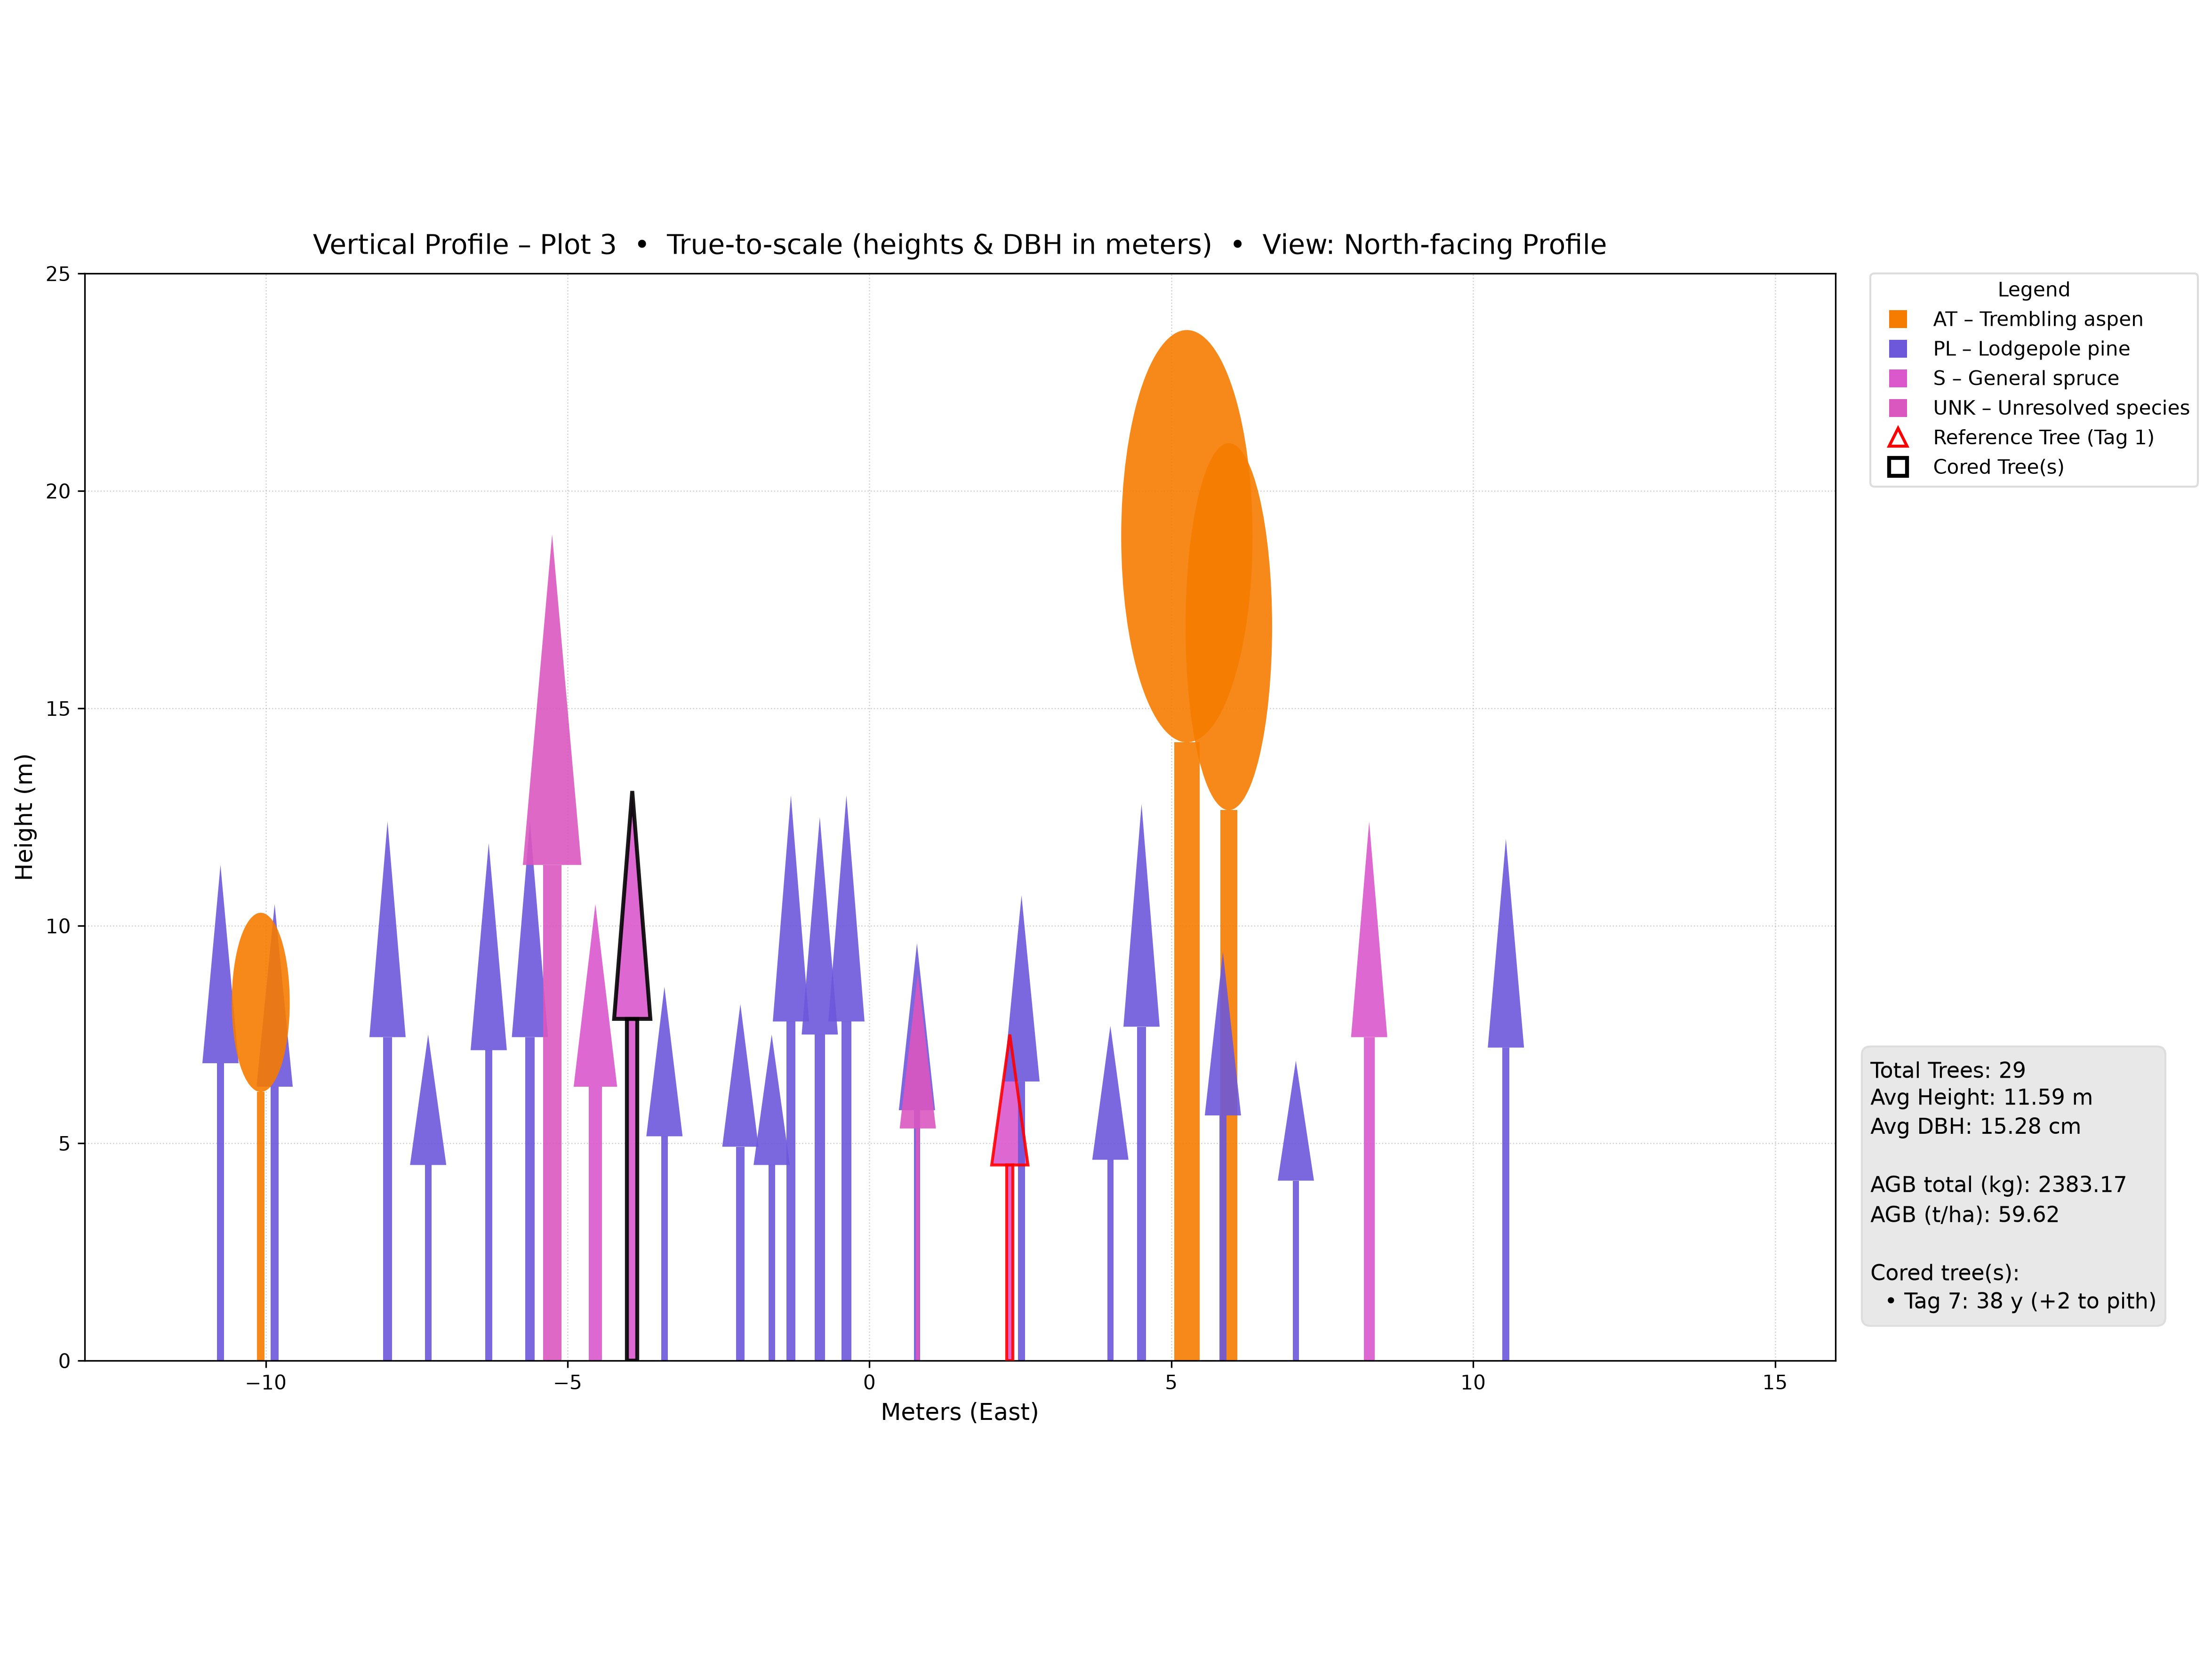 Vertical Profile – Plot 3 • True-to-scale (heights & DBH in meters) • View: North-facing Profile
25
20
15
10
5
0
Height (m)
−10
−5
0
5
10
15
Meters (East)
Legend
AT – Trembling aspen
PL – Lodgepole pine
S – General spruce
UNK – Unresolved species
Reference Tree (Tag 1)
Cored Tree(s)
Total Trees: 29
Avg Height: 11.59 m
Avg DBH: 15.28 cm
AGB total (kg): 2383.17
AGB (t/ha): 59.62
Cored tree(s):
• Tag 7: 38 y (+2 to pith)